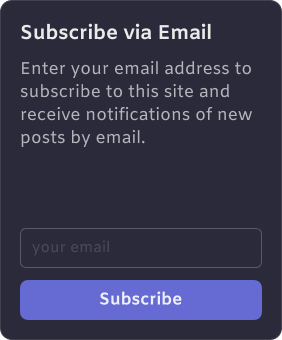 Subscribe via Email
Enter your email address to
subscribe to this site and
receive notifications of new
posts by email.
your email
Subscribe